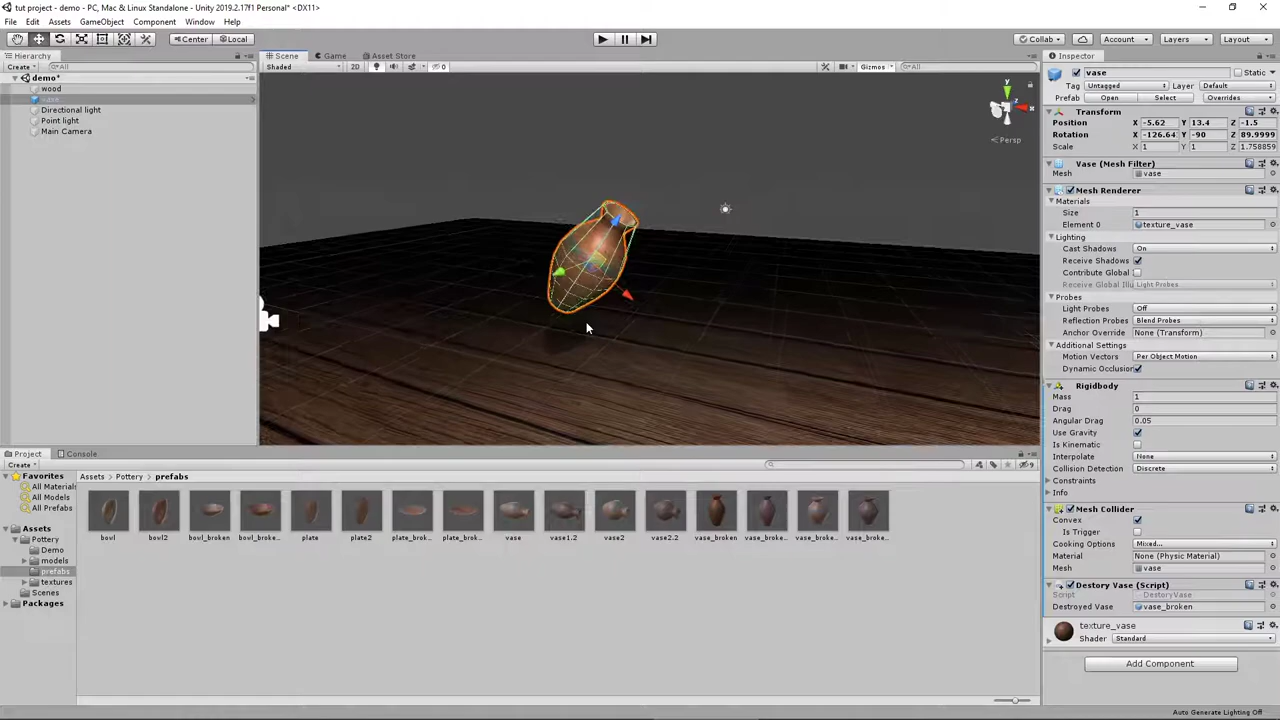 tut project - demo - PC, Mac & Linux Standalone - Unity 2019.2.17f1 Personal* <DX11>
File Edit Assets GameObject Component Window Help
Center Local Collab Account Layers Layout
Hierarchy
Create All
demo*
wood
vase
Directional light
Point light
Main Camera
Scene Game Asset Store
Shaded 2D 0 Gizmos All
y
x
z
Persp
Inspector
vase Static
Tag Untagged Layer Default
Prefab Open Select Overrides
Transform
Position X -5.62 Y 13.4 Z -1.5
Rotation X -126.64 Y -90 Z 89.9999
Scale X 1 Y 1 Z 1.758859
Vase (Mesh Filter)
Mesh vase
Mesh Renderer
Materials
Size 1
Element 0 texture_vase
Lighting
Cast Shadows On
Receive Shadows
Contribute Global
Receive Global Illu Light Probes
Probes
Light Probes Off
Reflection Probes Blend Probes
Anchor Override None (Transform)
Additional Settings
Motion Vectors Per Object Motion
Dynamic Occlusion
Rigidbody
Mass 1
Drag 0
Angular Drag 0.05
Use Gravity
Is Kinematic
Interpolate None
Collision Detection Discrete
Constraints
Info
Mesh Collider
Convex
Is Trigger
Cooking Options Mixed...
Material None (Physic Material)
Mesh vase
Destory Vase (Script)
Script DestoryVase
Destroyed Vase vase_broken
texture_vase
Shader Standard
Add Component
Auto Generate Lighting Off
Project Console
Create 9
Favorites
All Materials
All Models
All Prefabs
Assets
Pottery
Demo
models
prefabs
textures
Scenes
Packages
Assets Pottery prefabs
bowl bowl2 bowl_broken bowl_broke... plate plate2 plate_brok... plate_brok... vase vase1.2 vase2 vase2.2 vase_broken vase_broke... vase_broke... vase_broke...